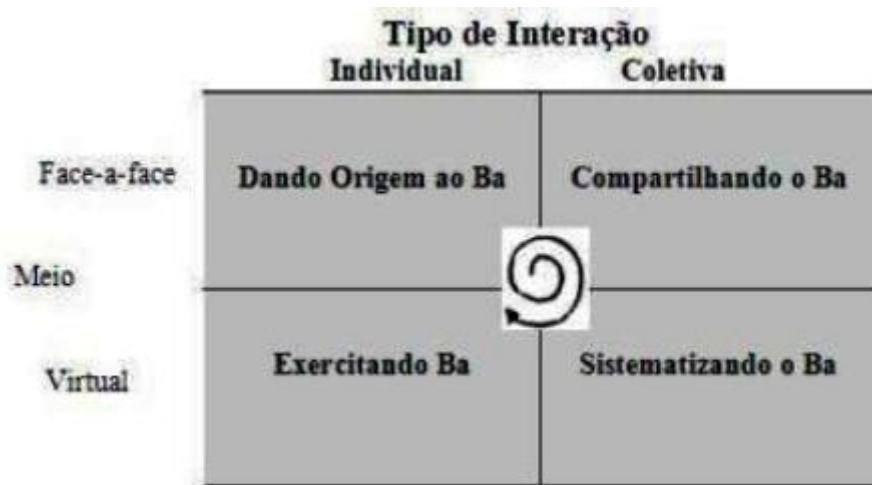 Tipo de Interação
Individual Coletiva
Face-a-face Dando Origem ao Ba Compartilhando o Ba
Meio
Virtual Exercitando Ba Sistematizando o Ba